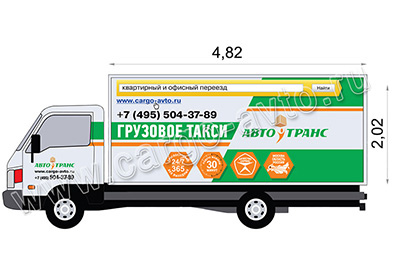 4,82
2,02
квартирный и офисный переезд
Найти
www.cargo-avto.ru
+7 (495) 504-37-89
ГРУЗОВОЕ ТАКСИ
АВТО ТРАНС
24/7
365
30
АВТО ТРАНС
cargo-avto.ru
+7 (495) 504-37-89
www.cargo-avto.ru